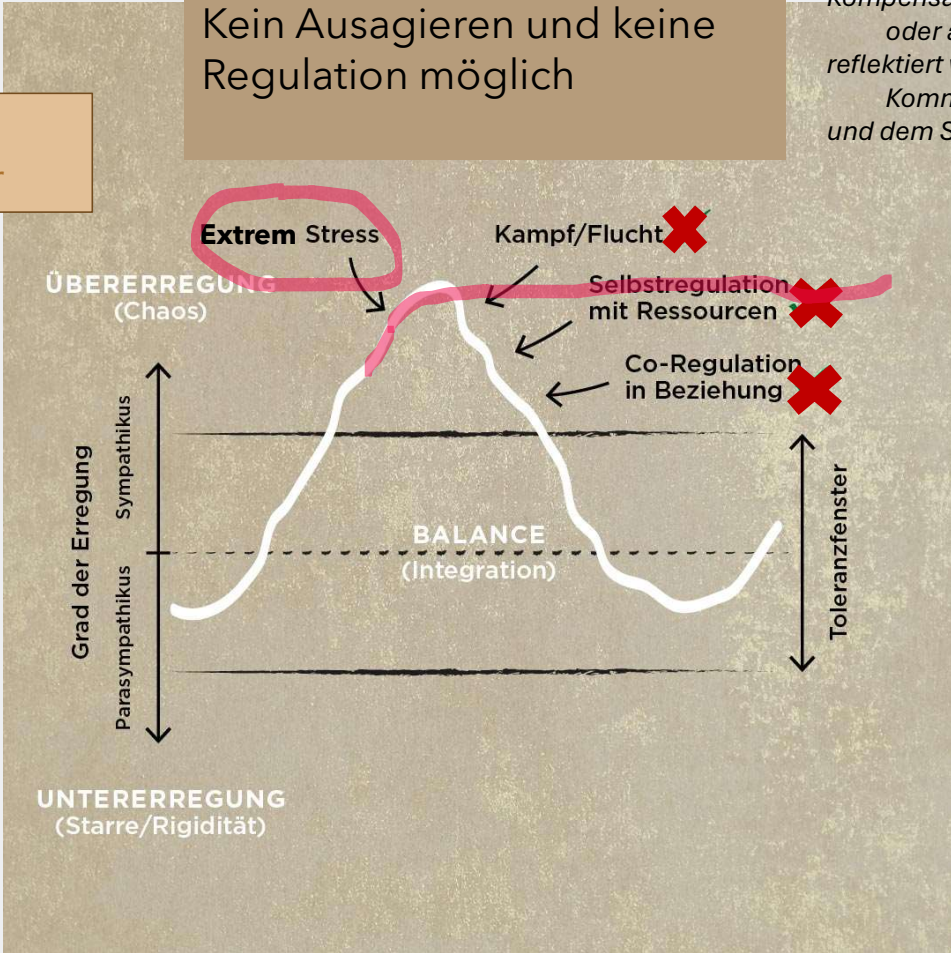 Kein Ausagieren und keine
Regulation möglich
oder
reflektiert
und dem
Extrem Stress
Kampf/Flucht
ÜBERERREGUNG
(Chaos)
Selbstregulation
mit Ressourcen
Co-Regulation
in Beziehung
Grad der Erregung
Sympathikus
Parasympathikus
BALANCE
(Integration)
Toleranzfenster
UNTERERREGUNG
(Starre/Rigidität)